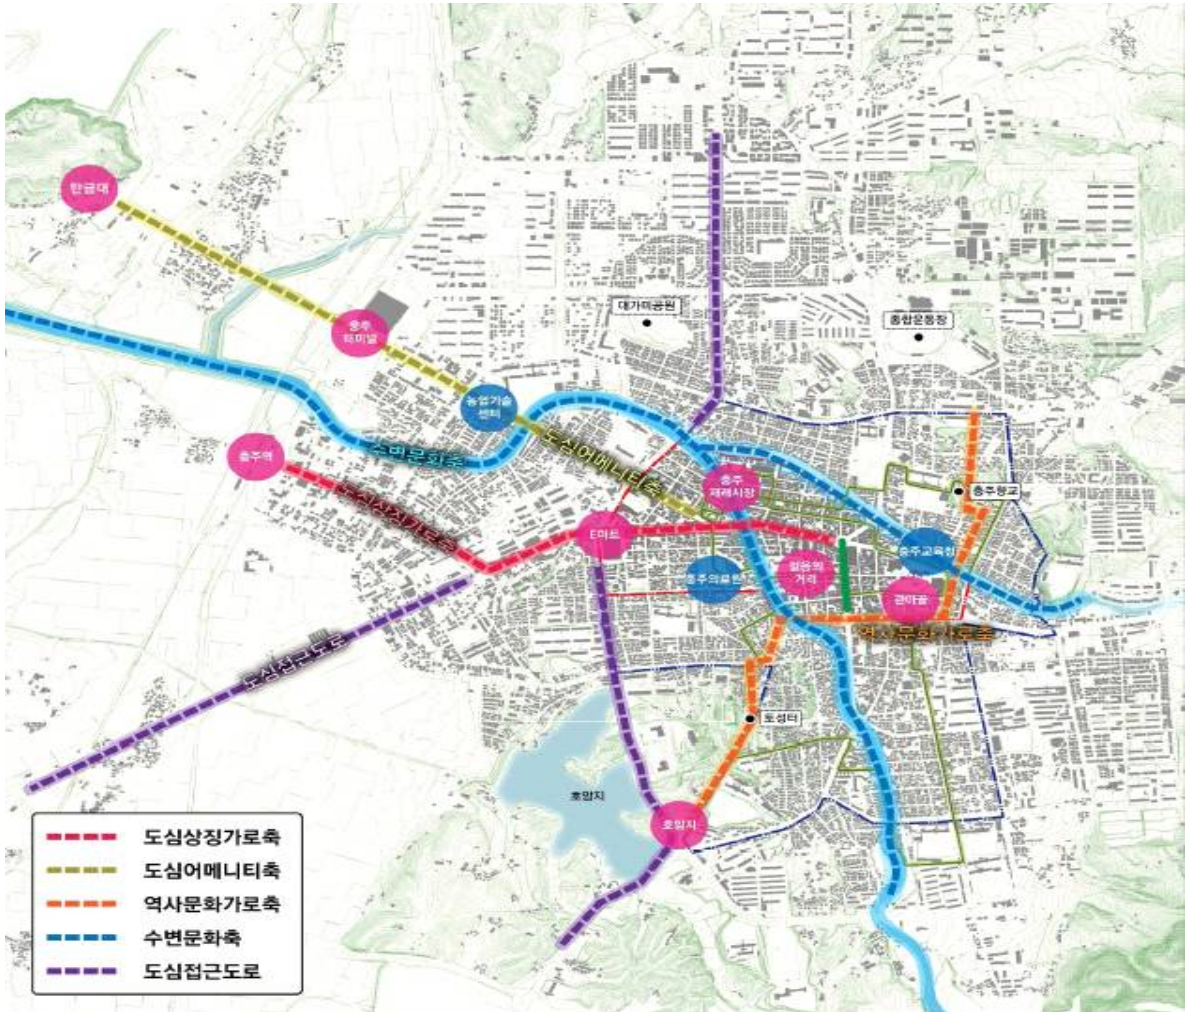 탄금대
충주
터미널
대가미공원
종합운동장
농업기술
센터
충주역
수변문화축
도심어메니티축
충주
재래시장
충주향교
도심상징가로축
E마트
충주교육청
충주의료원
젊음의
거리
관아골
역사문화가로축
도심접근도로
토성터
호암지
호암지
도심상징가로축
도심어메니티축
역사문화가로축
수변문화축
도심접근도로